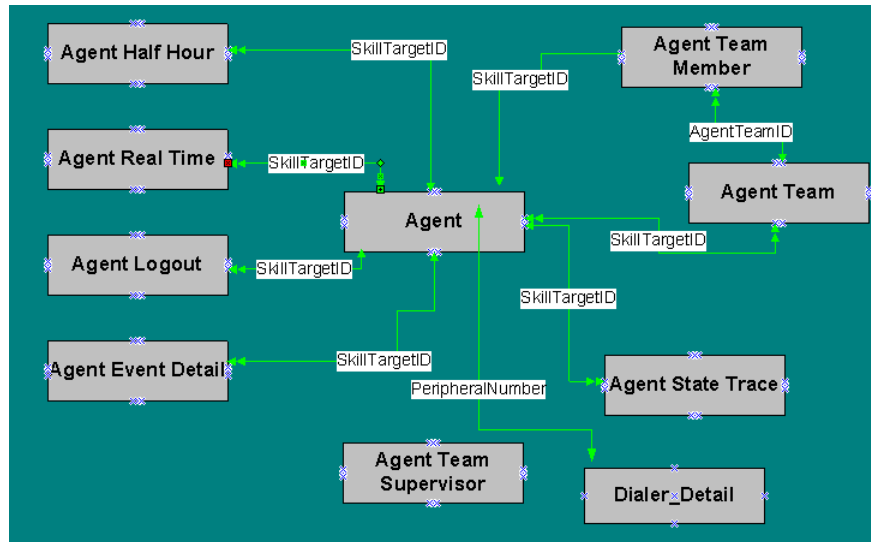 Agent Half Hour
SkillTargetID
Agent Team
Member
SkillTargetID
AgentTeamID
Agent Real Time
SkillTargetID
Agent Team
Agent
SkillTargetID
Agent Logout
SkillTargetID
SkillTargetID
Agent Event Detail
SkillTargetID
PeripheralNumber
Agent State Trace
Agent Team
Supervisor
Dialer_Detail